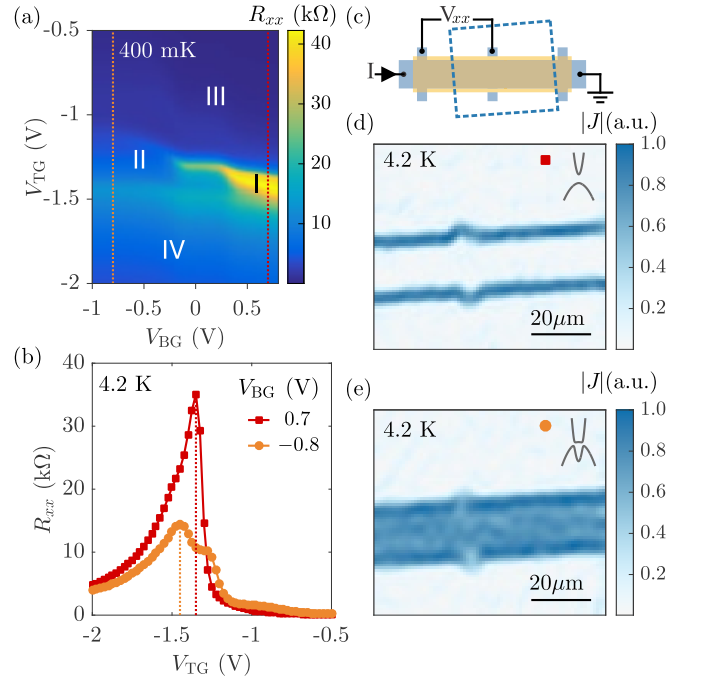 (a)
R_xx (kΩ)
400 mK
III
II
I
IV
-0.5
-1
-1.5
-2
V_TG (V)
-1
0
0.5
V_BG (V)
40
30
20
10
(b)
4.2 K
V_BG (V)
0.7
−0.8
40
30
20
10
0
R_xx (kΩ)
-2
-1.5
-1
-0.5
V_TG (V)
(c)
V_xx
I
(d)
|J|(a.u.)
4.2 K
20μm
1.0
0.8
0.6
0.4
0.2
(e)
|J|(a.u.)
4.2 K
20μm
1.0
0.8
0.6
0.4
0.2